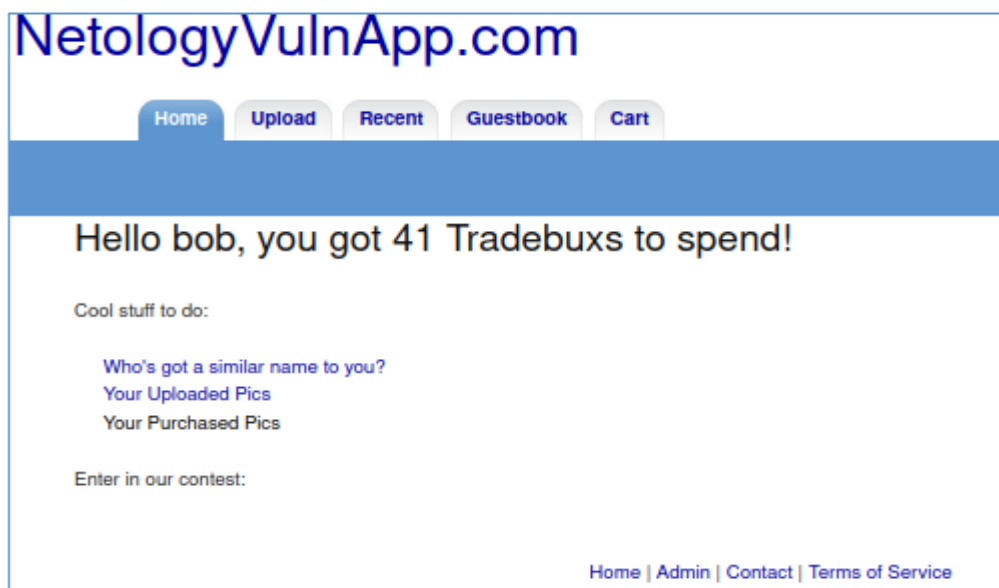 NetologyVulnApp.com
Home Upload Recent Guestbook Cart
Hello bob, you got 41 Tradebuxs to spend!
Cool stuff to do:
Who's got a similar name to you?
Your Uploaded Pics
Your Purchased Pics
Enter in our contest:
Home | Admin | Contact | Terms of Service